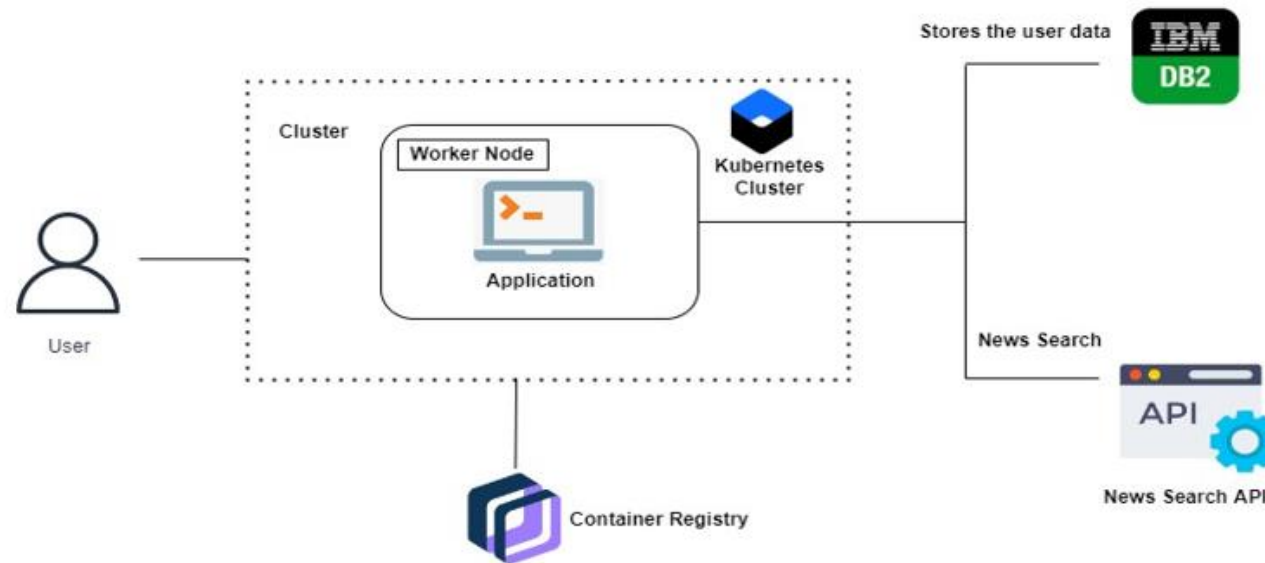 Stores the user data
IBM
DB2
Cluster
Worker Node
Kubernetes
Cluster
Application
User
News Search
API
News Search API
Container Registry